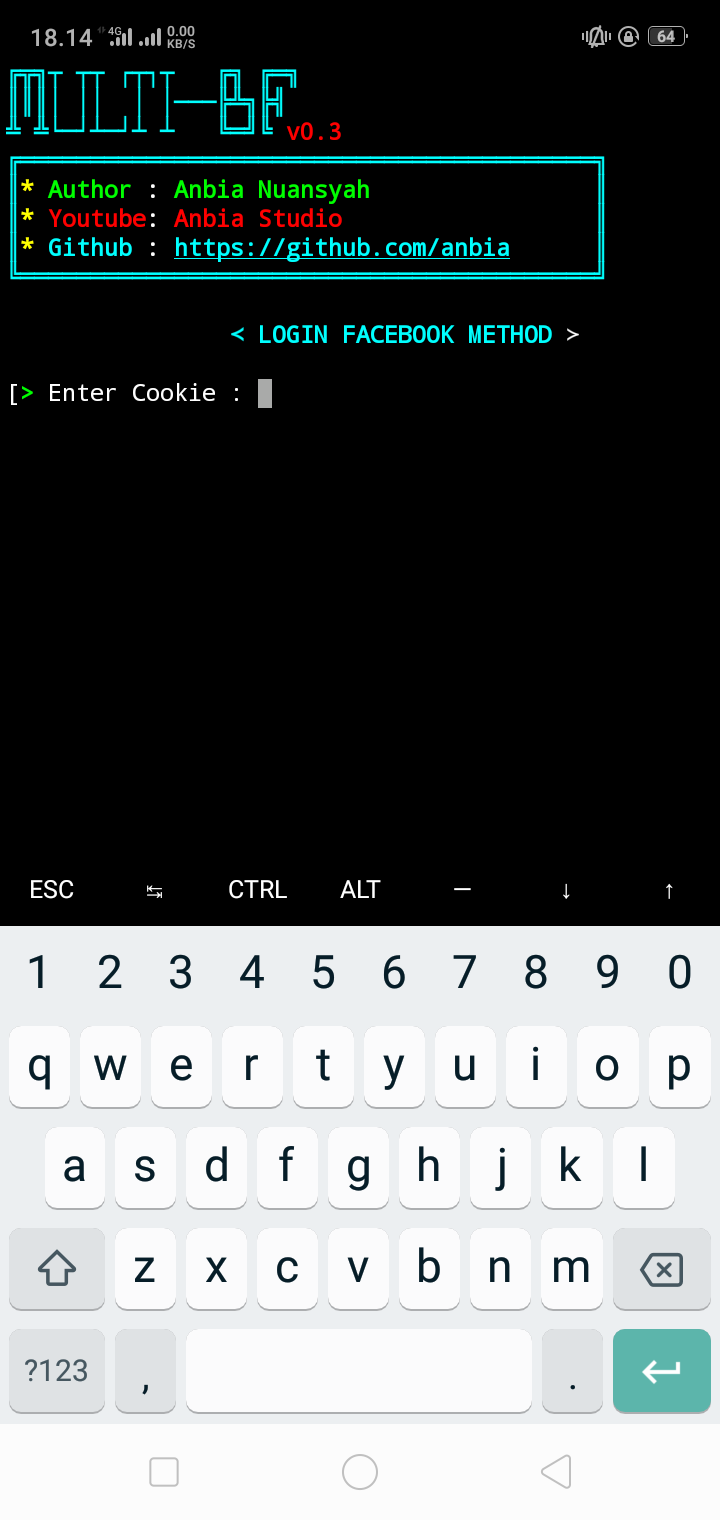 18.14 4G 0.00 KB/S 64
MULTI—BF v0.3
* Author : Anbia Nuansyah
* Youtube: Anbia Studio
* Github : https://github.com/anbia
< LOGIN FACEBOOK METHOD >
[> Enter Cookie :
ESC ↹ CTRL ALT — ↓ ↑
1 2 3 4 5 6 7 8 9 0
q w e r t y u i o p
a s d f g h j k l
z x c v b n m
?123 , .